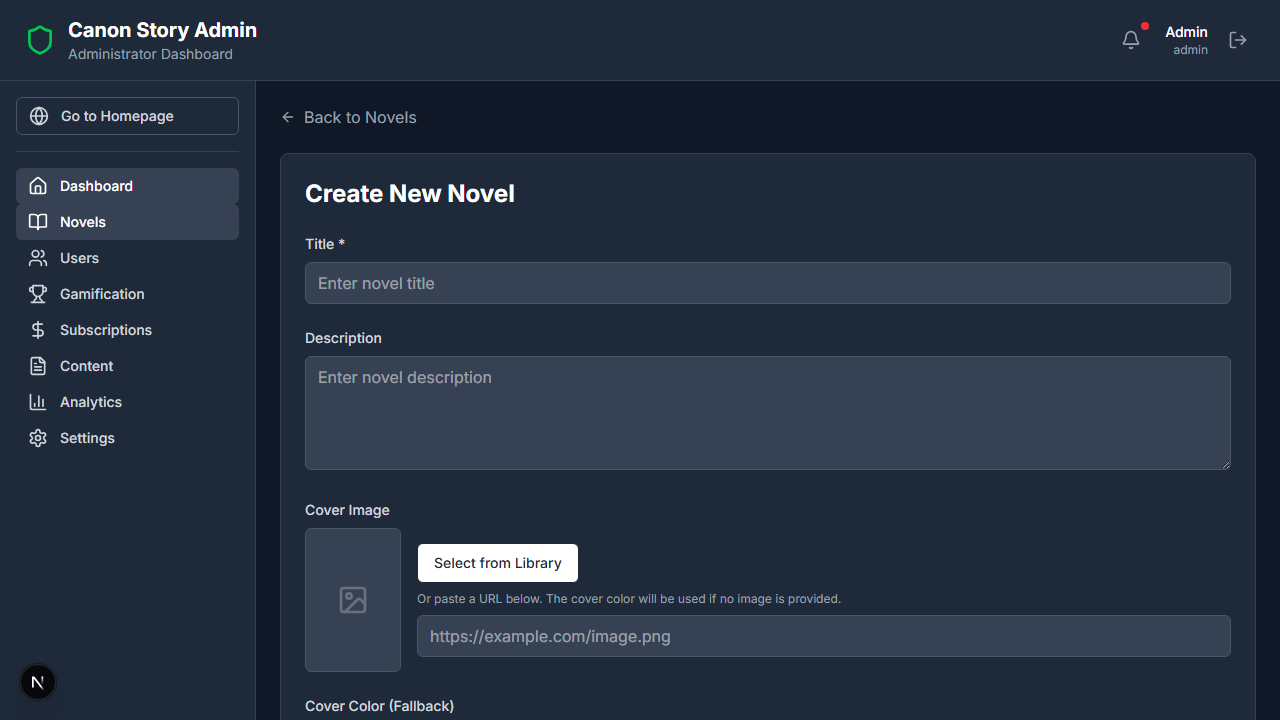 Canon Story Admin
Administrator Dashboard
Admin
admin
Go to Homepage
Dashboard
Novels
Users
Gamification
Subscriptions
Content
Analytics
Settings
N
Back to Novels
Create New Novel
Title *
Enter novel title
Description
Enter novel description
Cover Image
Select from Library
Or paste a URL below. The cover color will be used if no image is provided.
https://example.com/image.png
Cover Color (Fallback)